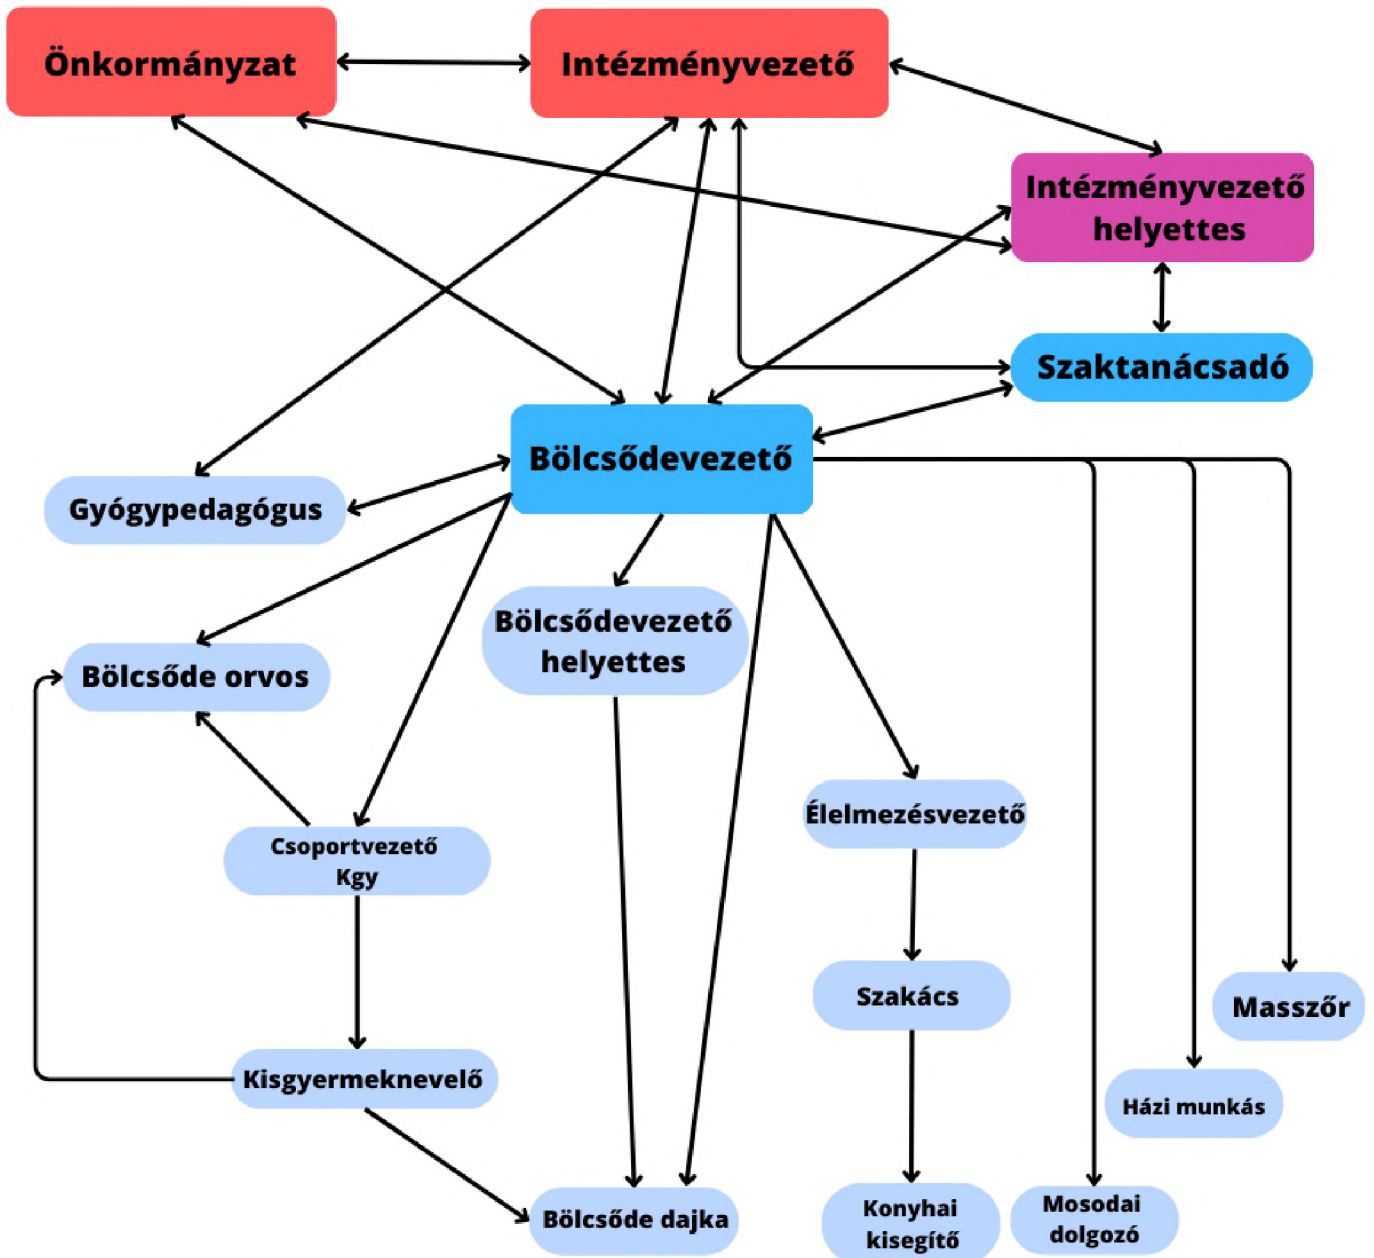 Önkormányzat
Intézményvezető
Intézményvezető
helyettes
Szaktanácsadó
Bölcsődevezető
Gyógypedagógus
Bölcsődevezető
helyettes
Bölcsőde orvos
Élelmezésvezető
Csoportvezető
Kgy
Szakács
Masszőr
Kisgyermeknevelő
Házi munkás
Bölcsőde dajka
Konyhai
kisegítő
Mosodai
dolgozó